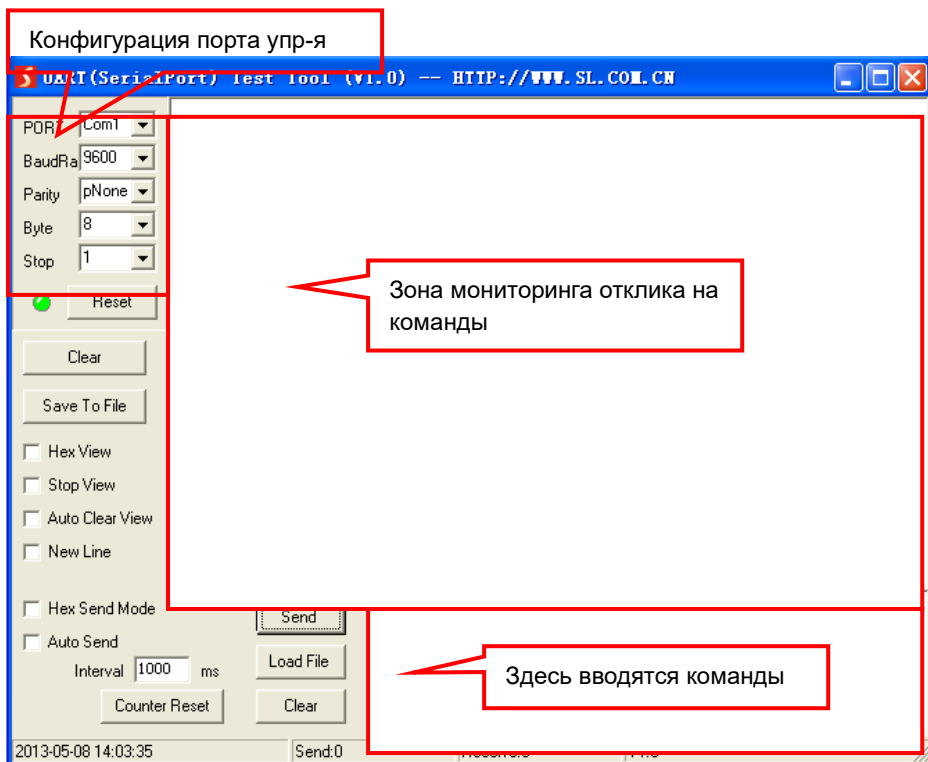 Конфигурация порта упр-я
UART(SerialPort) Test Tool (V1.0) -- HTTP://WWW.SL.COM.CN
PORT Com1
BaudRa 9600
Parity pNone
Byte 8
Stop 1
Reset
Зона мониторинга отклика на
команды
Clear
Save To File
Hex View
Stop View
Auto Clear View
New Line
Hex Send Mode
Send
Auto Send
Interval 1000 ms
Load File
Здесь вводятся команды
Counter Reset
Clear
2013-05-08 14:03:35
Send:0